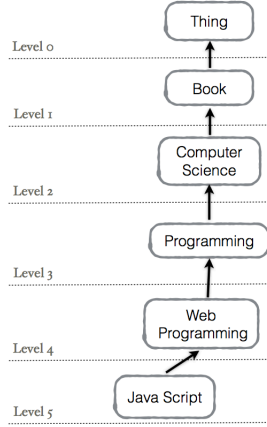 Thing
Level 0
Book
Level 1
Computer
Science
Level 2
Programming
Level 3
Web
Programming
Level 4
Java Script
Level 5